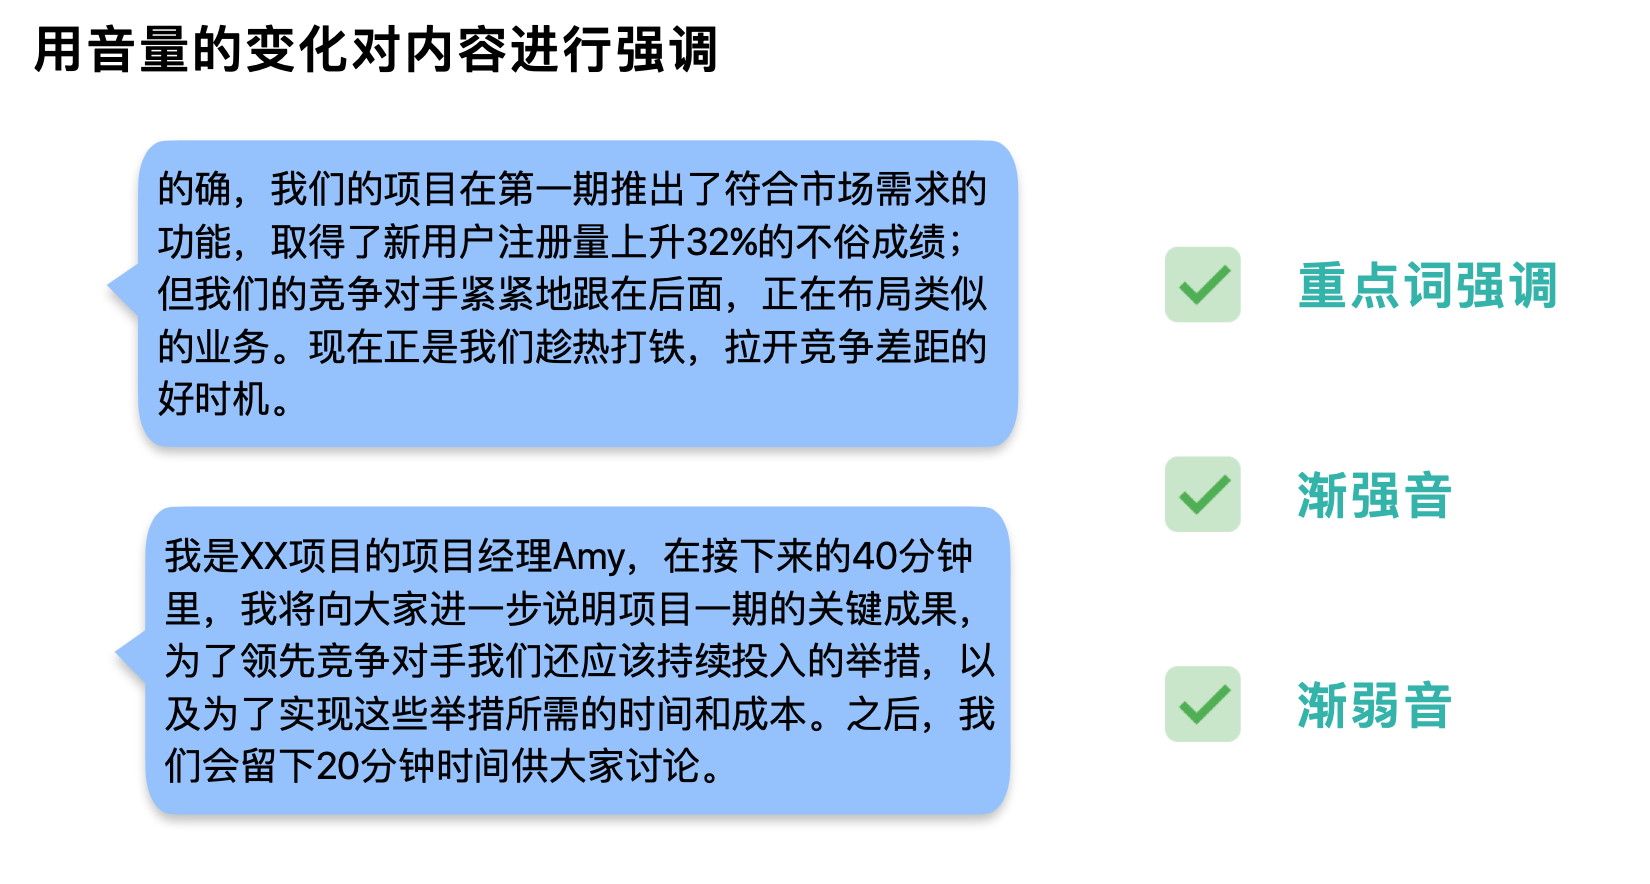 用音量的变化对内容进行强调
的确，我们的项目在第一期推出了符合市场需求的
功能，取得了新用户注册量上升32%的不俗成绩；
但我们的竞争对手紧紧地跟在后面，正在布局类似
的业务。现在正是我们趁热打铁，拉开竞争差距的
好时机。
我是XX项目的项目经理Amy，在接下来的40分钟
里，我将向大家进一步说明项目一期的关键成果，
为了领先竞争对手我们还应该持续投入的举措，以
及为了实现这些举措所需的时间和成本。之后，我
们会留下20分钟时间供大家讨论。
重点词强调
渐强音
渐弱音